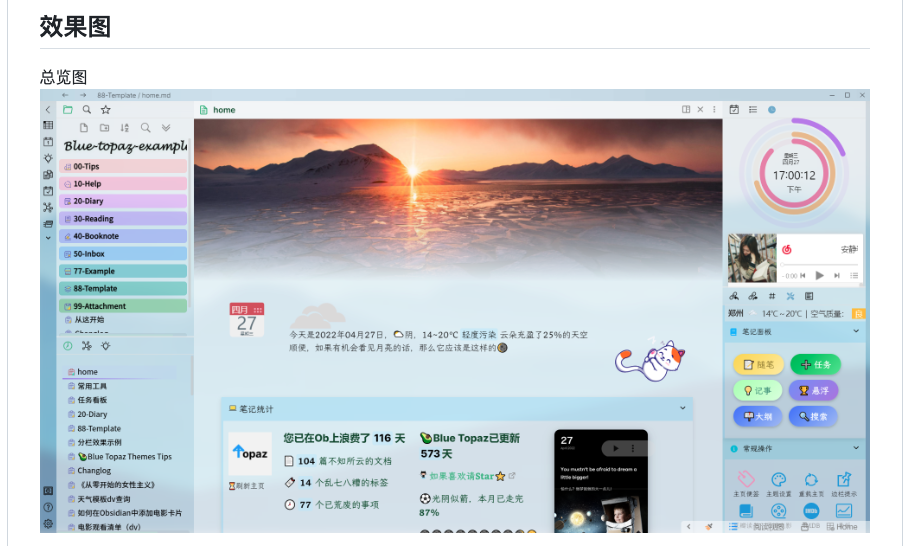 效果图
总览图
88-Template / home.md
home
Blue-topaz-exampl
00-Tips
10-Help
20-Diary
30-Reading
40-Booknote
50-Inbox
77-Example
88-Template
99-Attachment
从这开始
Changlog
home
常用工具
任务看板
20-Diary
88-Template
分栏效果示例
Blue Topaz Themes Tips
Changlog
《从零开始的女性主义》
天气模板dv查询
如何在Obsidian中添加电影卡片
电影观看清单（dv）
四月
27
星期三
今天是2022年04月27日，阴，14~20℃ 轻度污染 云朵充盈了25%的天空
顺便，如果有机会看见月亮的话，那么它应该是这样的
笔记统计
Topaz
刷新主页
您已在Ob上浪费了 116 天
104 篇不知所云的文档
14 个乱七八糟的标签
77 个已荒废的事项
Blue Topaz已更新
573 天
如果喜欢请Star
光阴似箭，本月已走完
87%
27
You mustn't be afraid to dream a
little bigger!
星期三
四月27
17:00:12
下午
安静
- 0:00
郑州
14℃~20℃ | 空气质量:
良
笔记面板
随笔
任务
记事
悬浮
大纲
搜索
常规操作
主页便签
主题设置
重载主页
边栏提示
Home